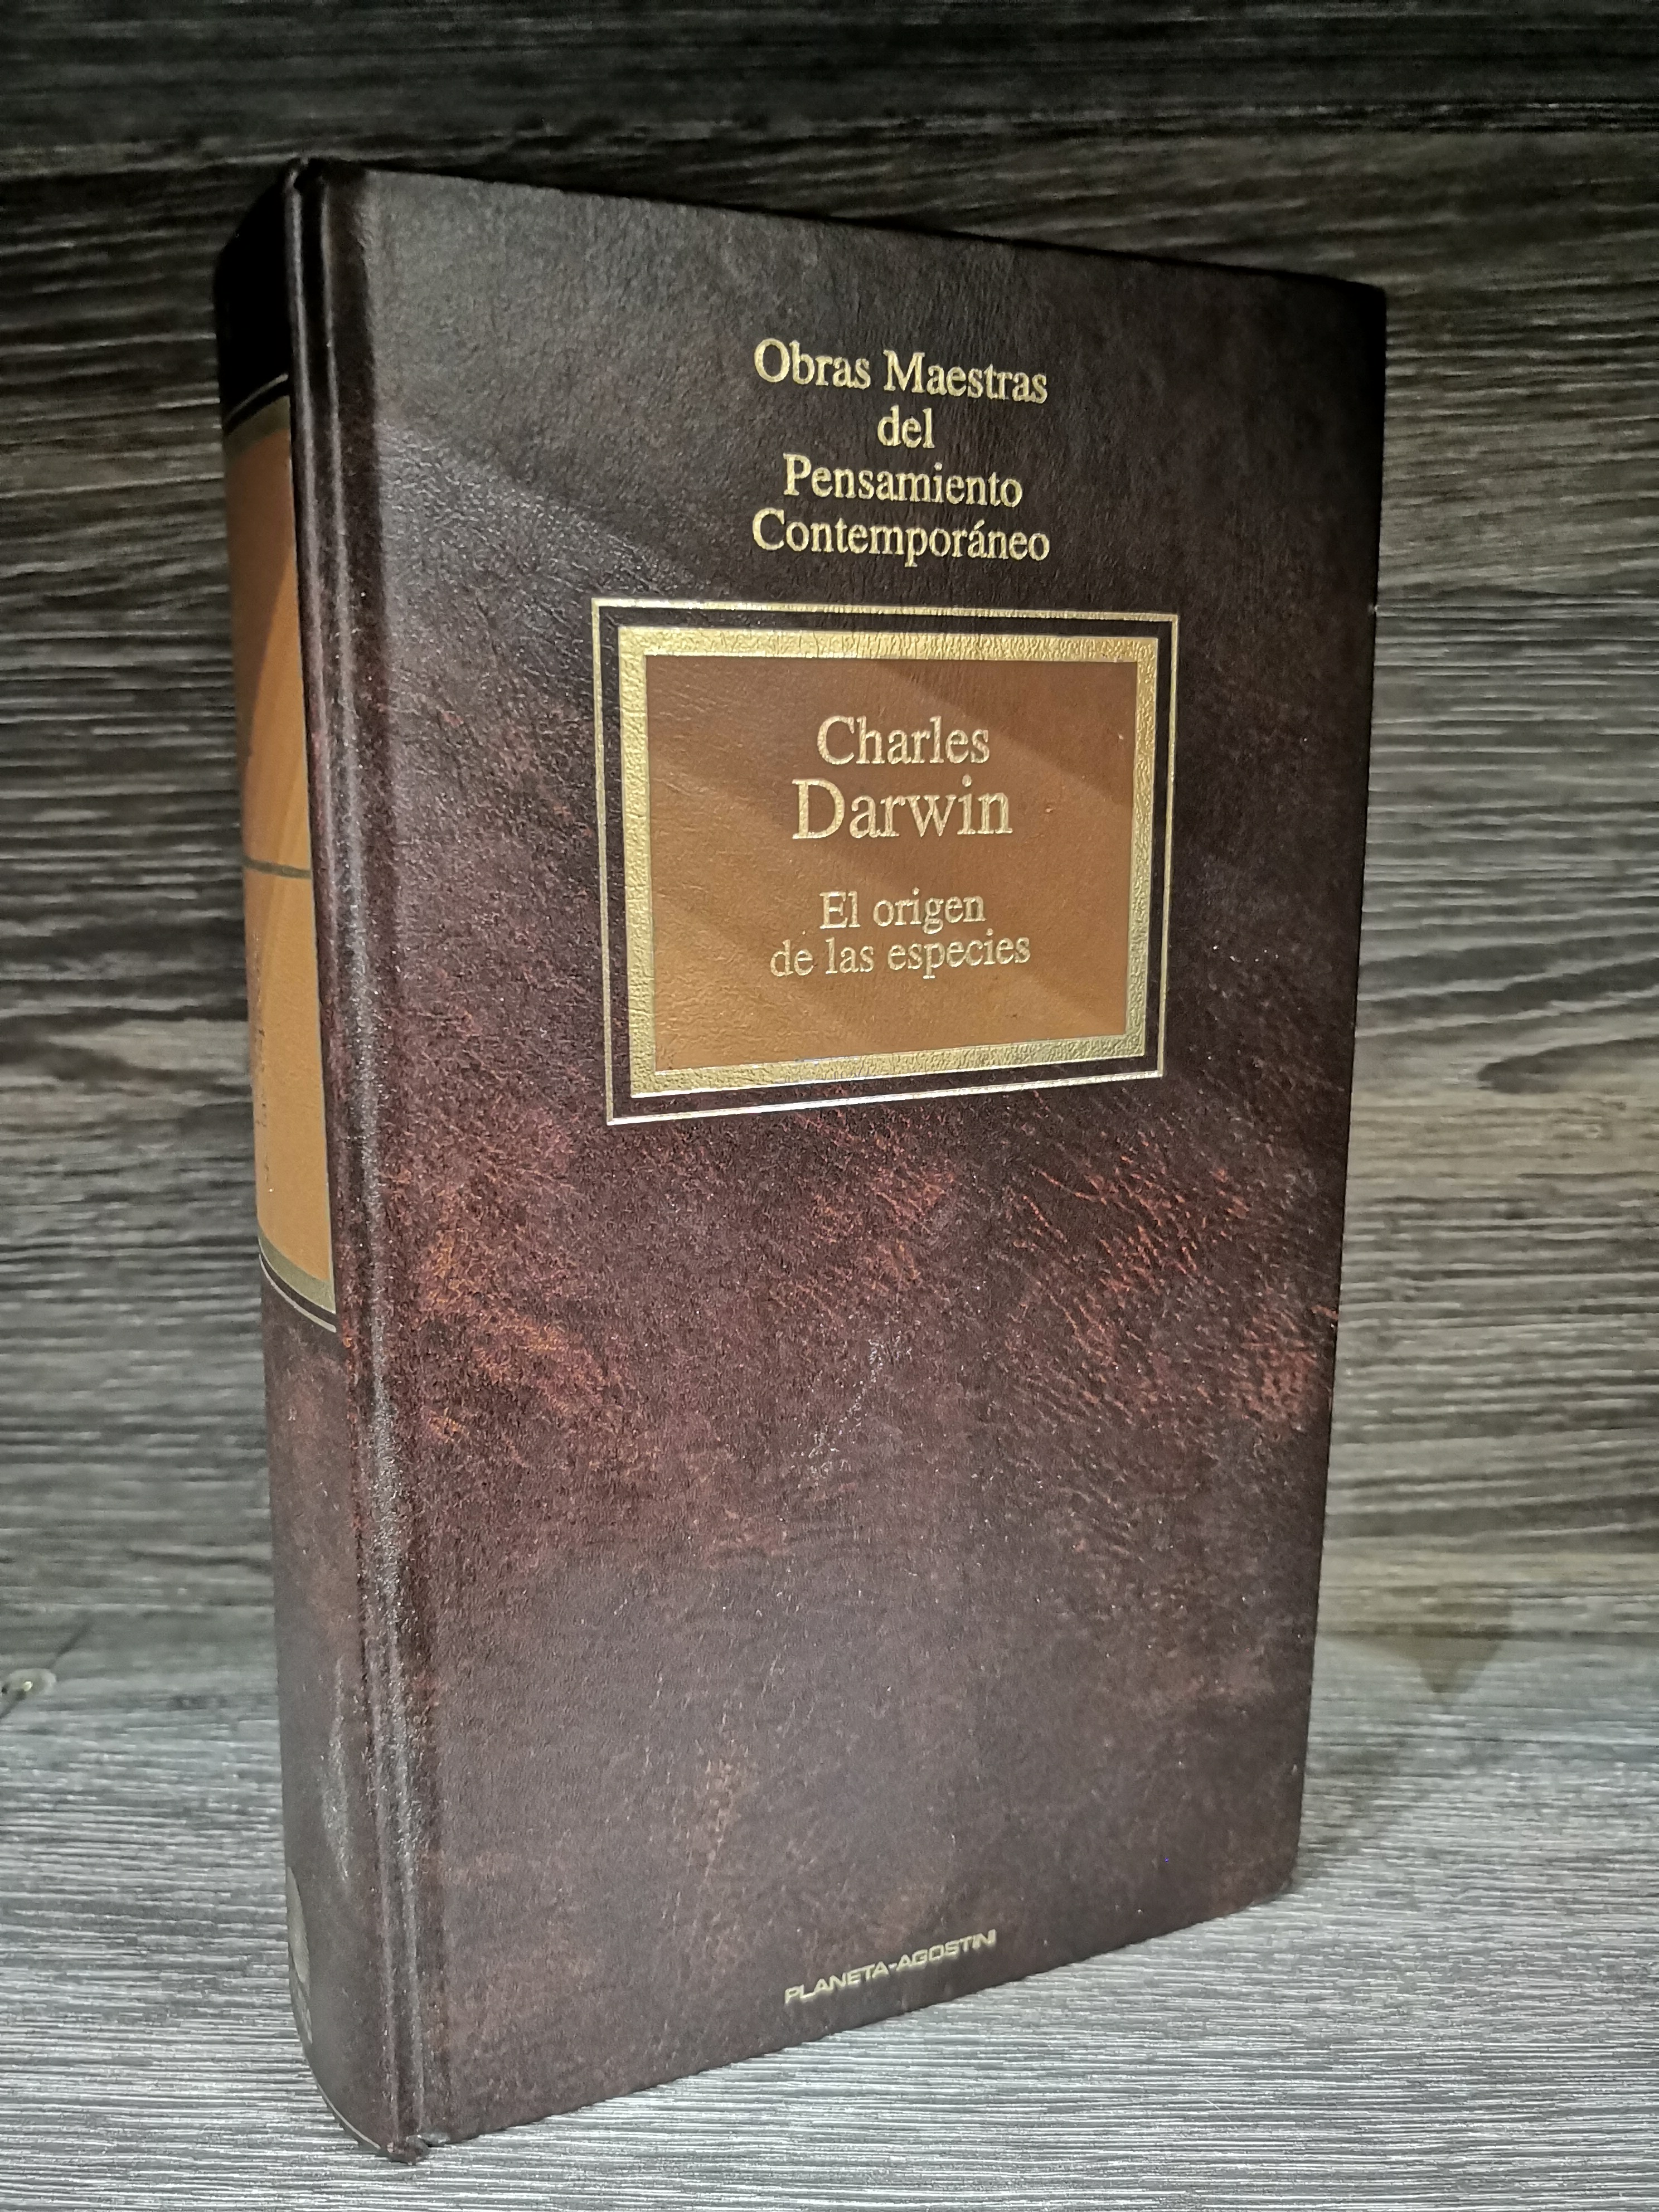 Obras Maestras
del
Pensamiento
Contemporáneo
Charles
Darwin
El origen
de las especies
PLANETA-AGOSTINI